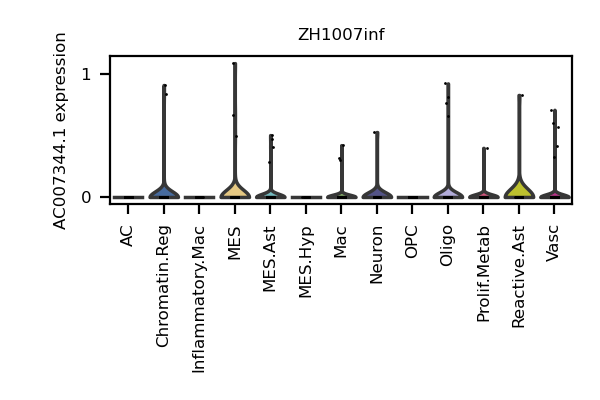 ZH1007inf
AC007344.1 expression
1
0
AC
Chromatin.Reg
Inflammatory.Mac
MES
MES.Ast
MES.Hyp
Mac
Neuron
OPC
Oligo
Prolif.Metab
Reactive.Ast
Vasc